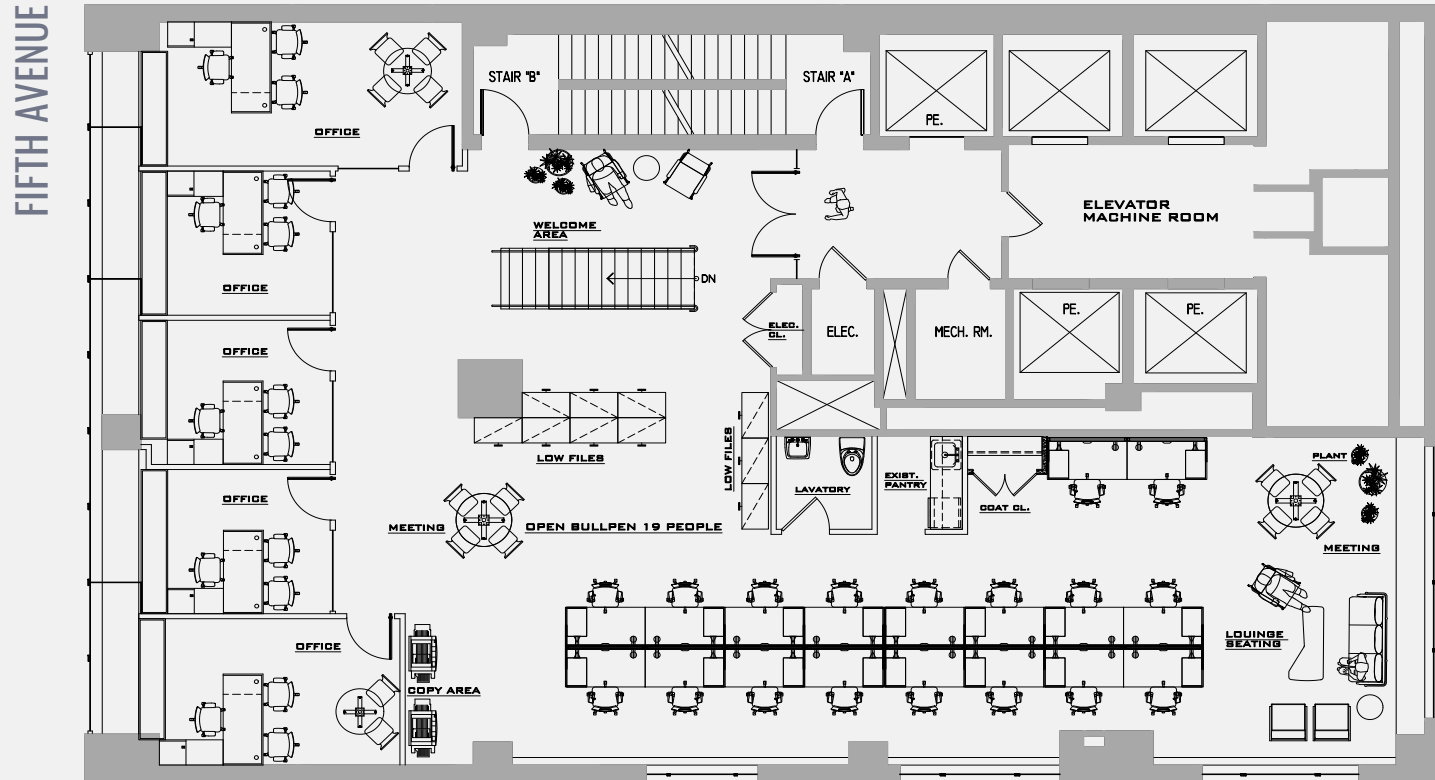 FIFTH AVENUE
STAIR "B"
STAIR "A"
PE.
OFFICE
WELCOME
AREA
ELEVATOR
MACHINE ROOM
DN
OFFICE
PE.
PE.
ELEC.
CL.
ELEC.
MECH. RM.
OFFICE
LOW FILES
LOW FILES
PLANT
LAVATORY
EXIST.
PANTRY
COAT CL.
OFFICE
MEETING
OPEN BULLPEN 19 PEOPLE
MEETING
LOUINGE
SEATING
OFFICE
COPY AREA